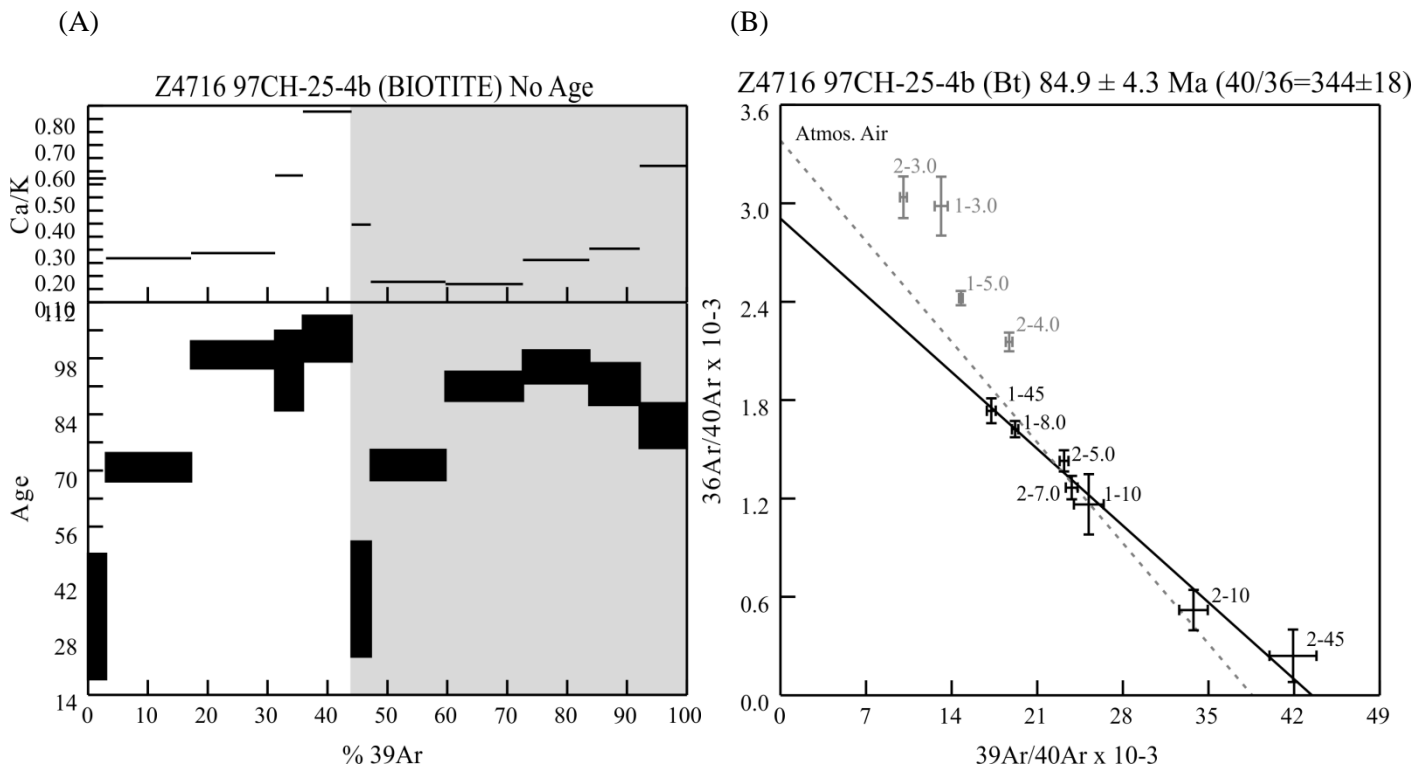 (A)
(B)
Z4716 97CH-25-4b (BIOTITE) No Age
Z4716 97CH-25-4b (Bt) 84.9 ± 4.3 Ma (40/36=344±18)
Ca/K
0.80
0.70
0.60
0.50
0.40
0.30
0.20
0.10
Age
112
98
84
70
56
42
28
14
0 10 20 30 40 50 60 70 80 90 100
% 39Ar
36Ar/40Ar x 10-3
3.6
3.0
2.4
1.8
1.2
0.6
0.0
Atmos. Air
2-3.0
1-3.0
1-5.0
2-4.0
1-45
1-8.0
2-5.0
2-7.0
1-10
2-10
2-45
0 7 14 21 28 35 42 49
39Ar/40Ar x 10-3